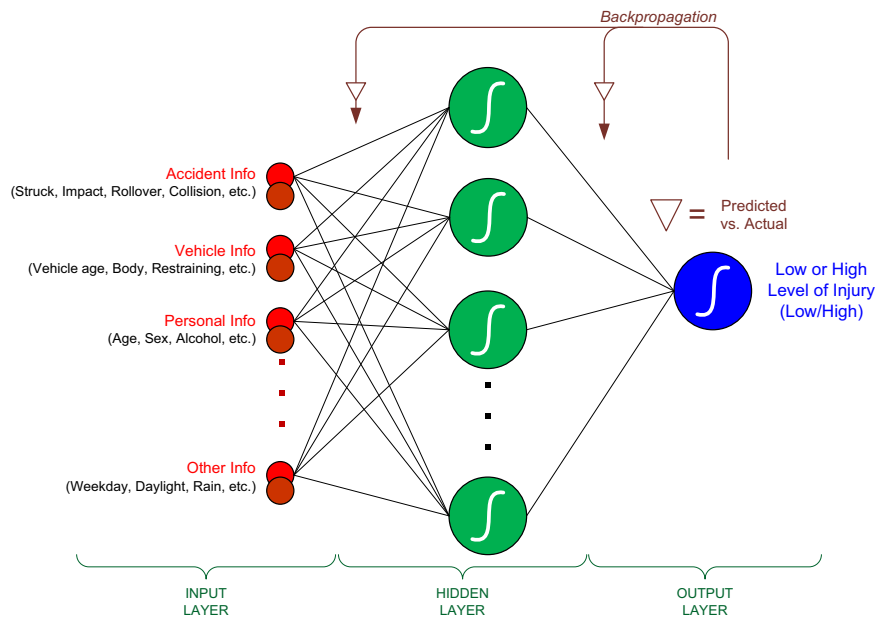 Backpropagation
Accident Info
(Struck, Impact, Rollover, Collision, etc.)
Vehicle Info
(Vehicle age, Body, Restraining, etc.)
Personal Info
(Age, Sex, Alcohol, etc.)
Other Info
(Weekday, Daylight, Rain, etc.)
= Predicted
vs. Actual
Low or High
Level of Injury
(Low/High)
INPUT
LAYER
HIDDEN
LAYER
OUTPUT
LAYER